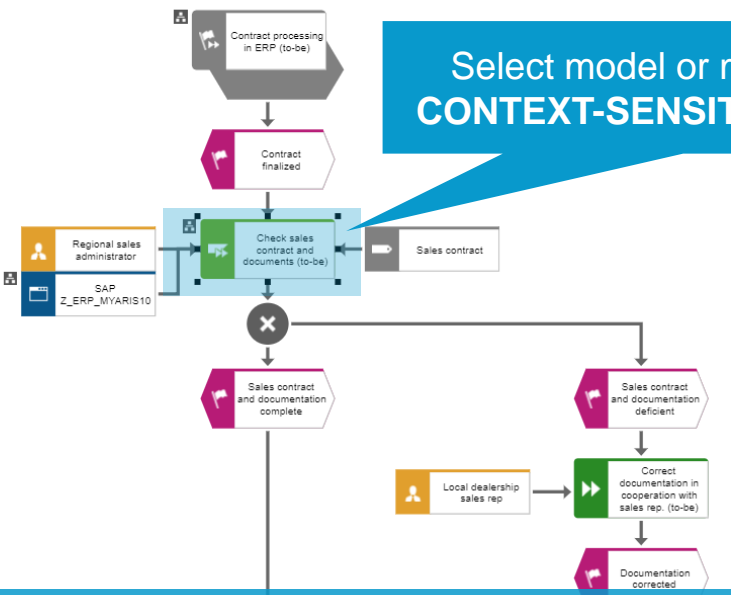 Contract processing
in ERP (to-be)
Select model or
CONTEXT-SENSIT
Contract
finalized
Regional sales
administrator
Check sales
contract and
documents (to-be)
Sales contract
SAP
Z_ERP_MYARIS10
Sales contract
and documentation
complete
Sales contract
and documentation
deficient
Local dealership
sales rep
Correct
documentation in
cooperation with
sales rep. (to-be)
Documentation
corrected